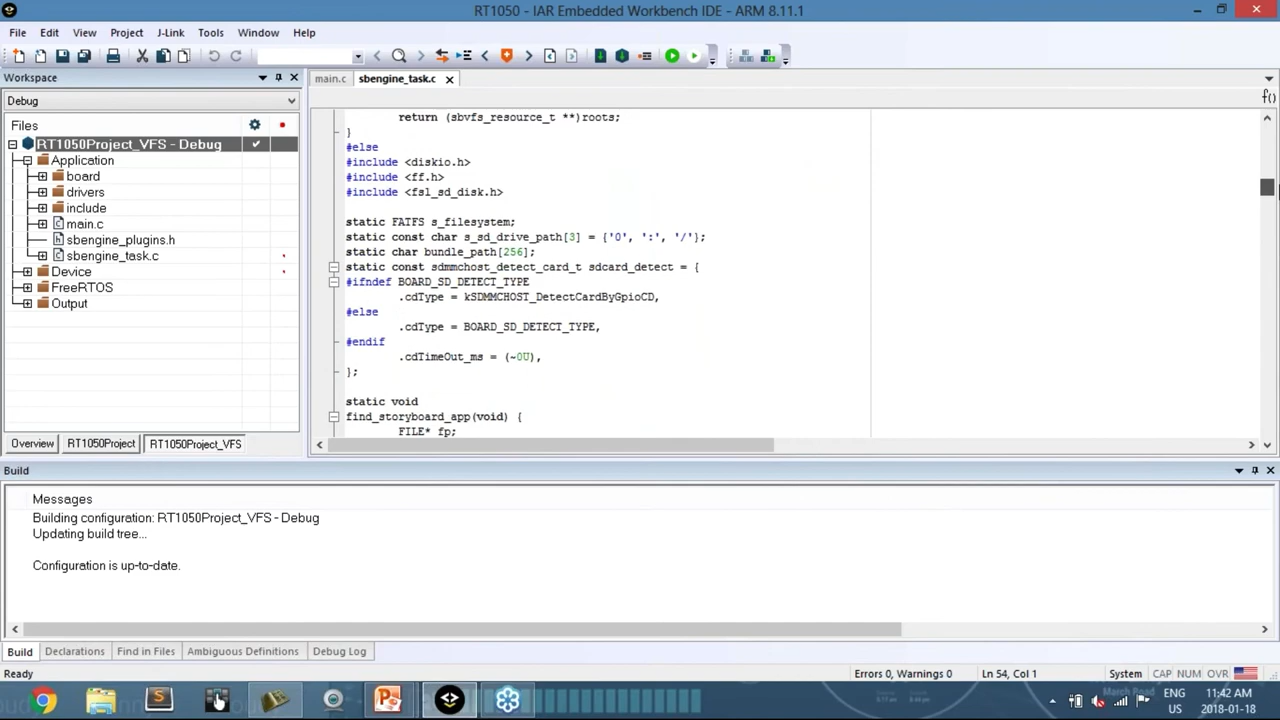 RT1050 - IAR Embedded Workbench IDE - ARM 8.11.1
File Edit View Project J-Link Tools Window Help
Workspace
main.c sbengine_task.c
Debug
f()
Files
RT1050Project_VFS - Debug
Application
board
drivers
include
main.c
sbengine_plugins.h
sbengine_task.c
Device
FreeRTOS
Output
Overview RT1050Project RT1050Project_VFS
return (sbvfs_resource_t **)roots;
}
#else
#include <diskio.h>
#include <ff.h>
#include <fsl_sd_disk.h>
static FATFS s_filesystem;
static const char s_sd_drive_path[3] = {'0', ':', '/'};
static char bundle_path[256];
static const sdmmchost_detect_card_t sdcard_detect = {
#ifndef BOARD_SD_DETECT_TYPE
.cdType = kSDMMCHOST_DetectCardByGpioCD,
#else
.cdType = BOARD_SD_DETECT_TYPE,
#endif
.cdTimeOut_ms = (~0U),
};
static void
find_storyboard_app(void) {
FILE* fp;
Build
Messages
Building configuration: RT1050Project_VFS - Debug
Updating build tree...
Configuration is up-to-date.
Build Declarations Find in Files Ambiguous Definitions Debug Log
Ready Errors 0, Warnings 0 Ln 54, Col 1 System CAP NUM OVR
March Road
ENG 11:42 AM
US 2018-01-18